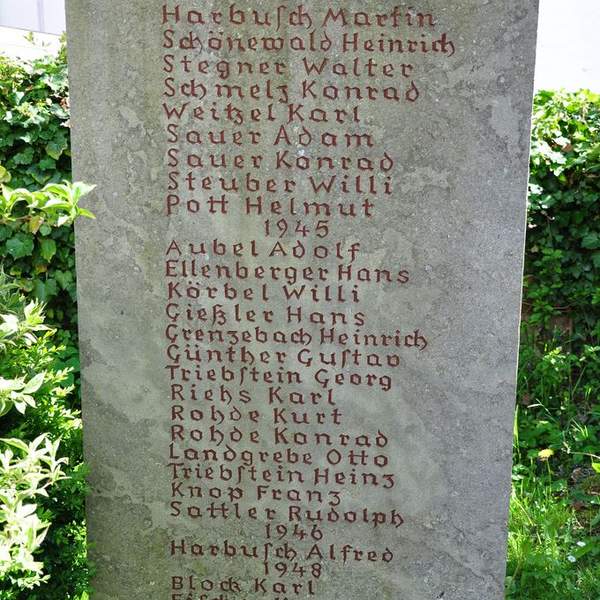 Harbuſch Martin
Schönewald Heinrich
Stegner Walter
Schmelz Konrad
Weitzel Karl
Sauer Adam
Sauer Konrad
Steuber Willi
Pott Helmut
1945
Aubel Adolf
Ellenberger Hans
Körbel Willi
Gießler Hans
Grenzebach Heinrich
Günther Guſtav
Triebſtein Georg
Riehs Karl
Rohde Kurt
Rohde Konrad
Landgrebe Otto
Triebſtein Heinz
Knop Franz
Sattler Rudolph
1946
Harbuſch Alfred
1948
Block Karl